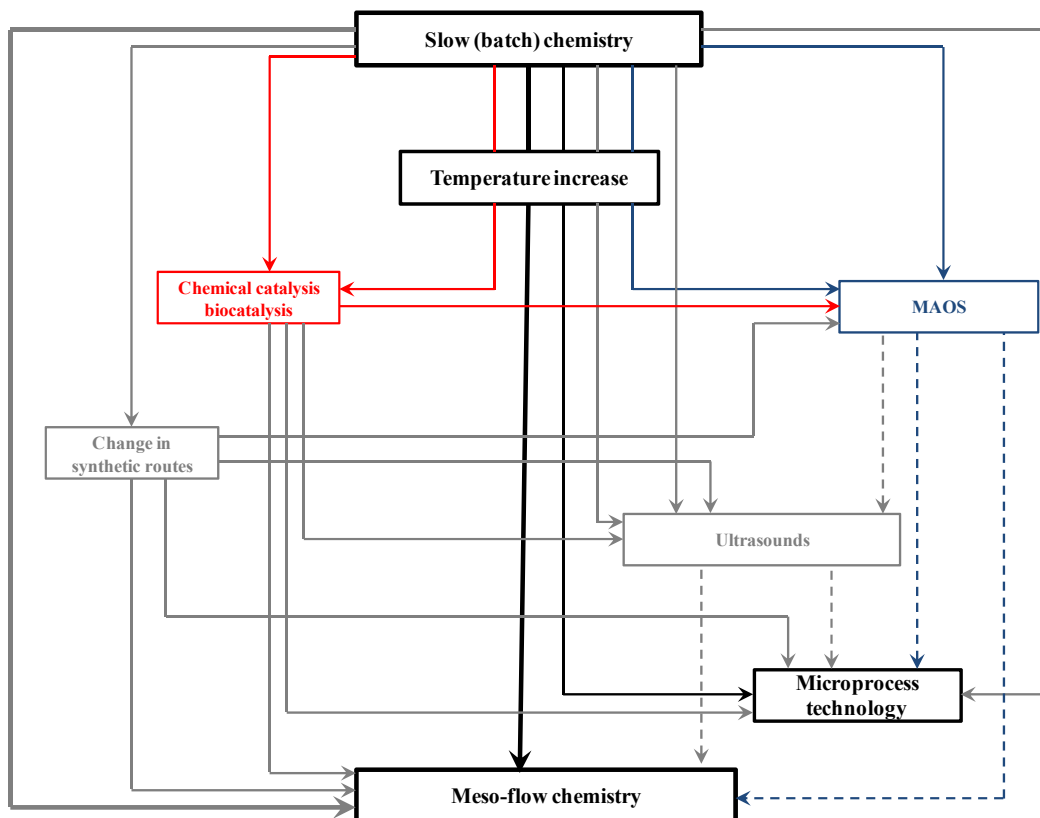 Slow (batch) chemistry
Temperature increase
Chemical catalysis
biocatalysis
MAOS
Change in
synthetic routes
Ultrasounds
Microprocess
technology
Meso-flow chemistry